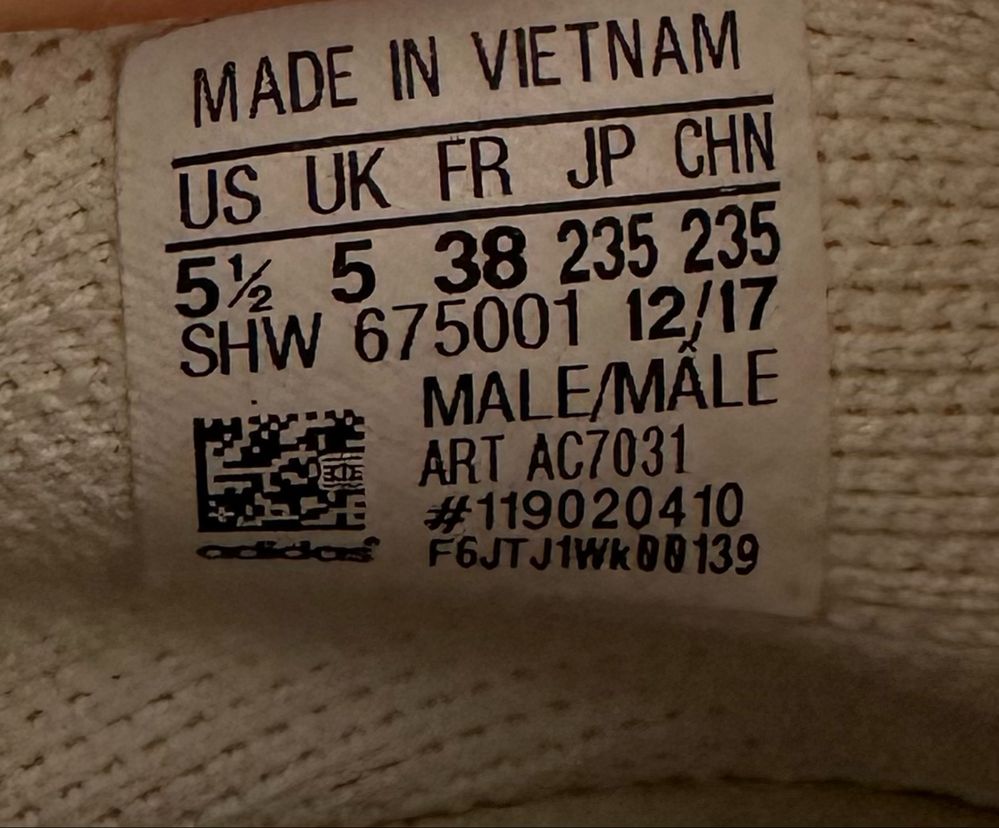 MADE IN VIETNAM
US UK FR JP CHN
5½ 5 38 235 235
SHW 675001 12/17
MALE/MÂLE
ART AC7031
#119020410
F6JTJ1Wk00139
adidas